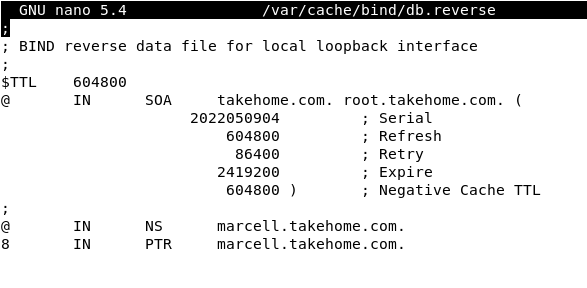 GNU nano 5.4 /var/cache/bind/db.reverse
;
; BIND reverse data file for local loopback interface
;
$TTL 604800
@ IN SOA takehome.com. root.takehome.com. (
2022050904 ; Serial
604800 ; Refresh
86400 ; Retry
2419200 ; Expire
604800 ) ; Negative Cache TTL
;
@ IN NS marcell.takehome.com.
8 IN PTR marcell.takehome.com.